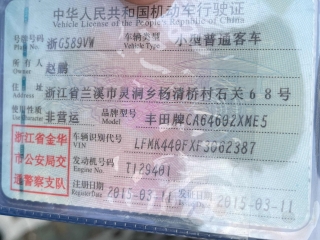 中华人民共和国机动车行驶证
Vehicle License of the People's Republic of China
号牌号码 浙G589VW 车辆类型 小型普通客车
Plate No. Vehicle Type
所有人 赵鹏
Owner
住址 浙江省兰溪市灵洞乡杨清桥村石关68号
Address
使用性质 非营运 品牌型号 丰田牌CA64602XME5
Model
浙江省金华 车辆识别代号 LFMK440FXF3062387
VIN
市公安局交 发动机号码 T129401
Engine No.
通警察支队 注册日期 2015-03-11 2015-03-11
Register Date